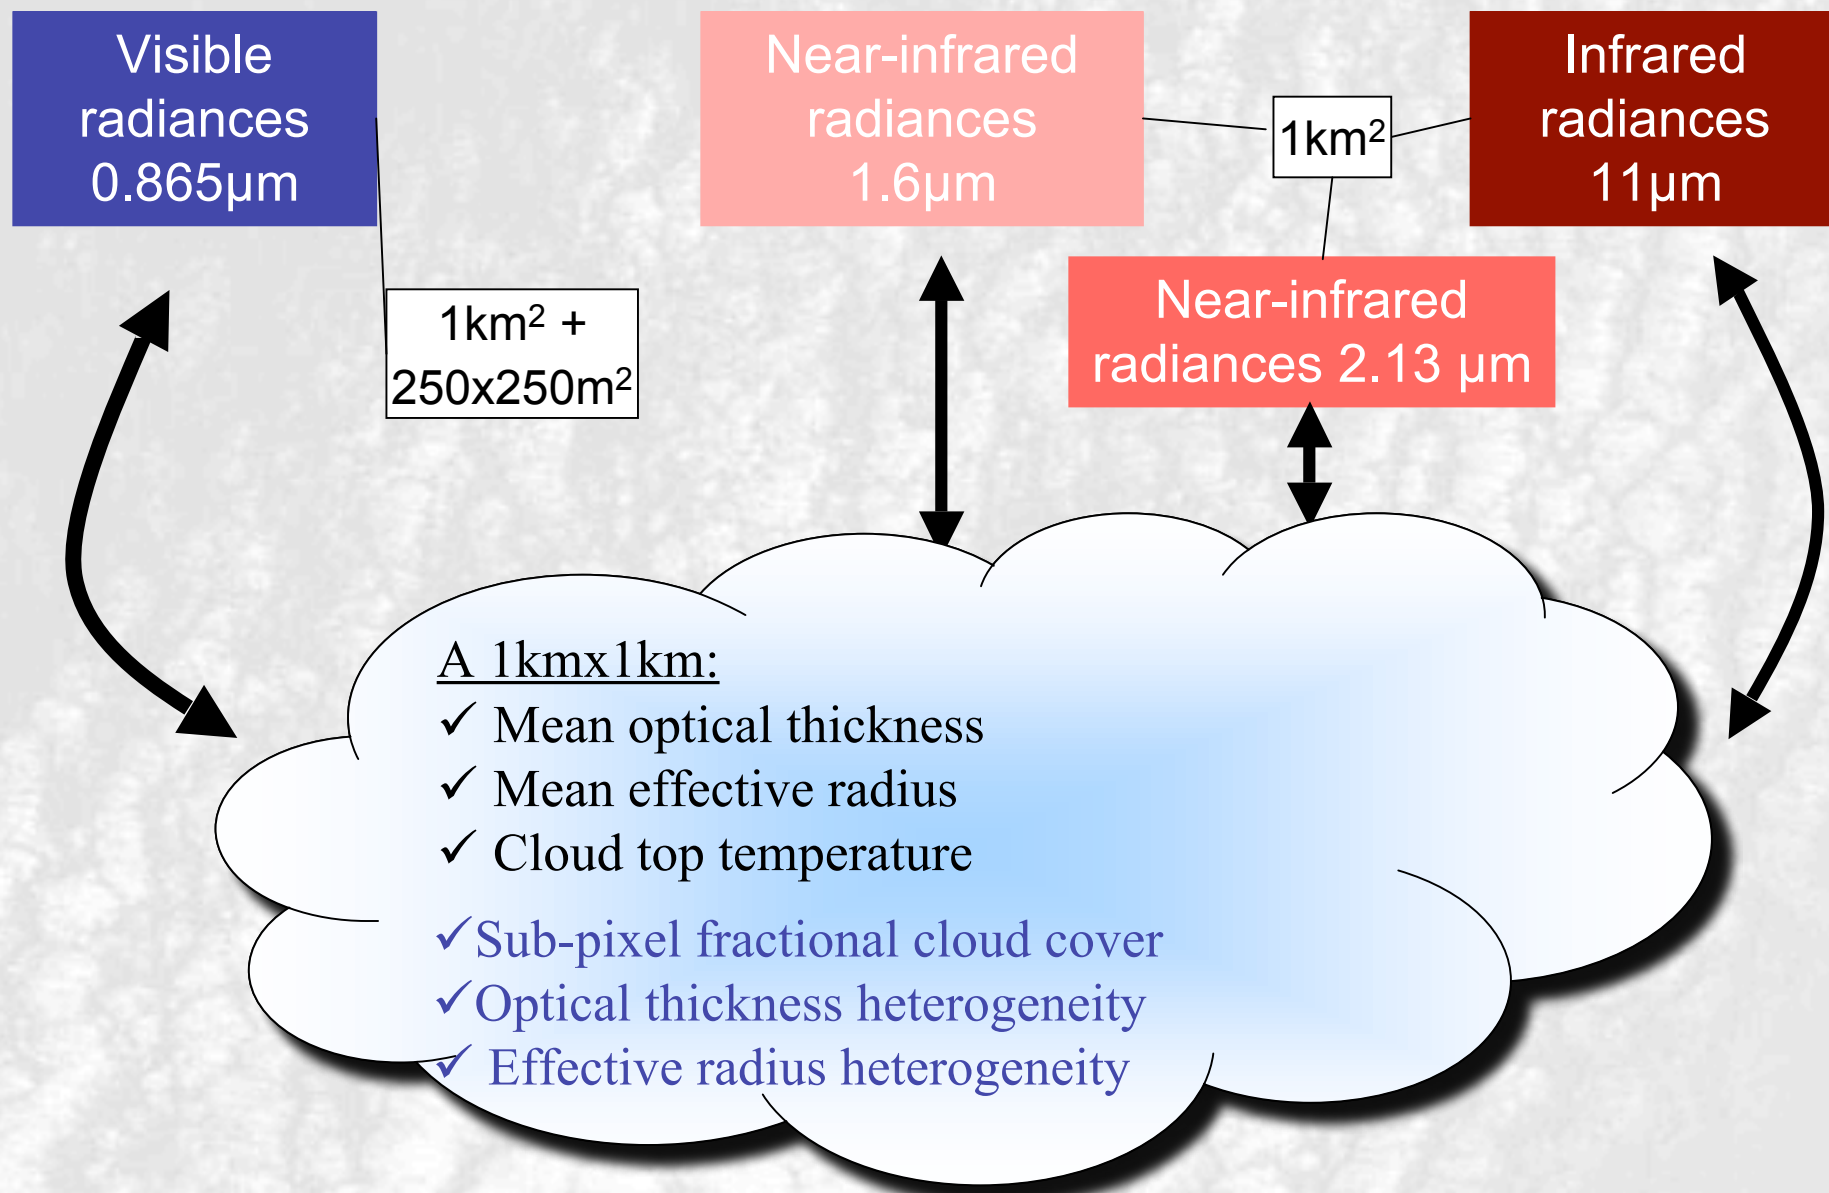 Visible
radiances
0.865µm
Near-infrared
radiances
1.6µm
1km²
Infrared
radiances
11µm
1km² +
250x250m²
Near-infrared
radiances 2.13 µm
A 1kmx1km:
✓ Mean optical thickness
✓ Mean effective radius
✓ Cloud top temperature
✓Sub-pixel fractional cloud cover
✓Optical thickness heterogeneity
✓ Effective radius heterogeneity